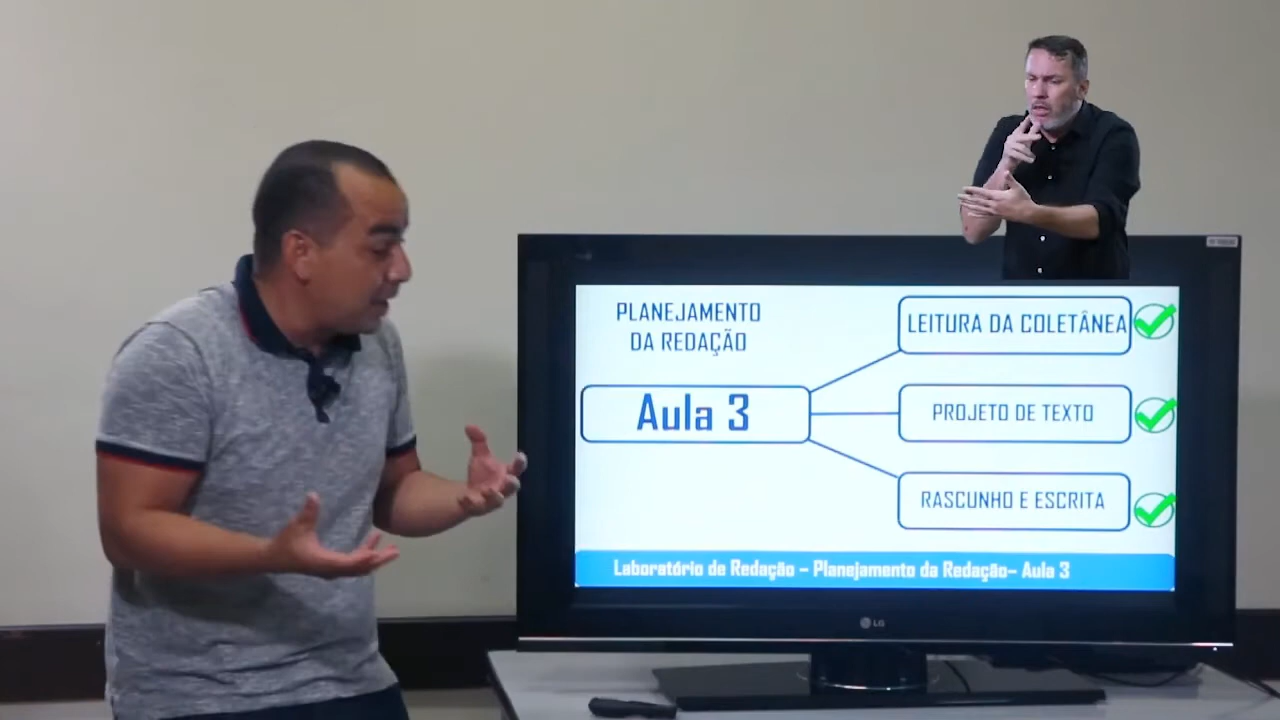 PLANEJAMENTO
DA REDAÇÃO
Aula 3
LEITURA DA COLETÂNEA
PROJETO DE TEXTO
RASCUNHO E ESCRITA
Laboratório de Redação – Planejamento da Redação– Aula 3
LG